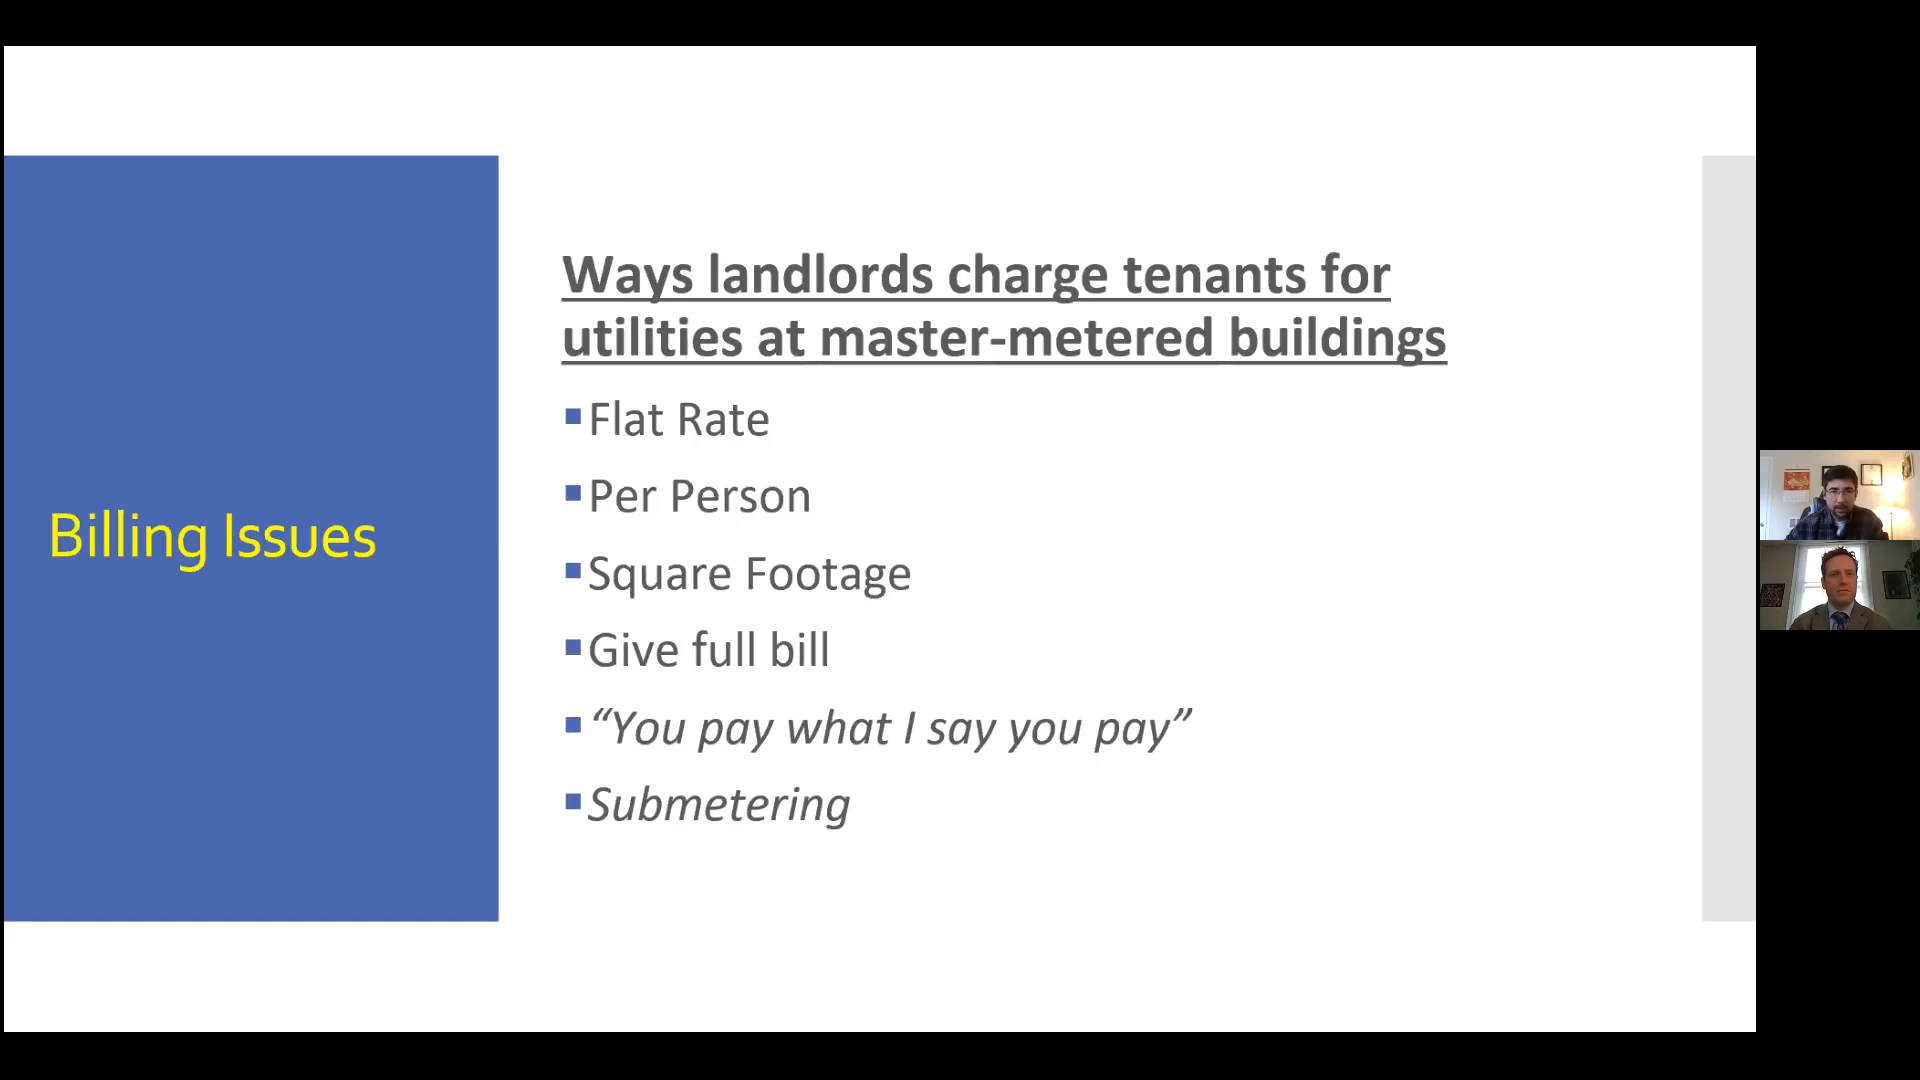 Billing Issues
Ways landlords charge tenants for
utilities at master-metered buildings
Flat Rate
Per Person
Square Footage
Give full bill
“You pay what I say you pay”
Submetering